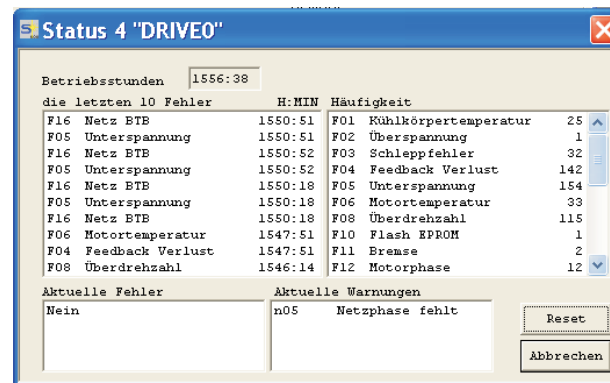 Status 4 "DRIVE0"
Betriebsstunden 1556:38
die letzten 10 Fehler H:MIN Häufigkeit
F16 Netz BTB 1550:51 F01 Kühlkörpertemperatur 25
F05 Unterspannung 1550:51 F02 Überspannung 1
F16 Netz BTB 1550:52 F03 Schleppfehler 32
F05 Unterspannung 1550:52 F04 Feedback Verlust 142
F16 Netz BTB 1550:18 F05 Unterspannung 154
F05 Unterspannung 1550:18 F06 Motortemperatur 33
F16 Netz BTB 1550:18 F08 Überdrehzahl 115
F06 Motortemperatur 1547:51 F10 Flash EPROM 1
F04 Feedback Verlust 1547:51 F11 Bremse 2
F08 Überdrehzahl 1546:14 F12 Motorphase 12
Aktuelle Fehler Aktuelle Warnungen
Nein n05 Netzphase fehlt
Reset
Abbrechen